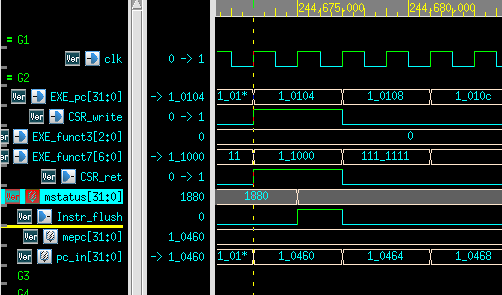 244,675,000 244,680,000
= G1
Ver clk 0 -> 1
= G2
Ver EXE_pc[31:0] -> 1_0104 1_01* 1_0104 1_0108 1_010c
Ver CSR_write 0 -> 1
Ver EXE_funct3[2:0] 0 0
Ver EXE_funct7[6:0] -> 1_1000 11 1_1000 111_1111
Ver CSR_ret 0 -> 1
Ver mstatus[31:0] 1880 1880
Ver Instr_flush 0
Ver mepc[31:0] 1_0460
Ver pc_in[31:0] -> 1_0460 1_01* 1_0460 1_0464 1_0468
G3
G4